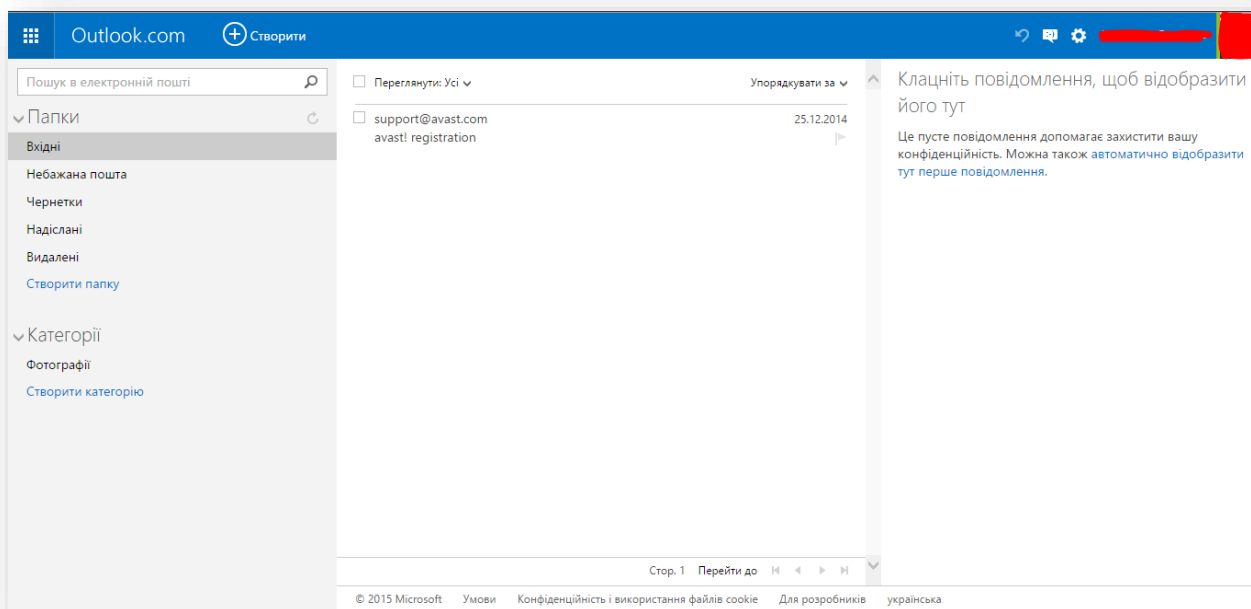 Outlook.com
Створити
Пошук в електронній пошті
Папки
Вхідні
Небажана пошта
Чернетки
Надіслані
Видалені
Створити папку
Категорії
Фотографії
Створити категорію
Переглянути: Усі
Упорядкувати за
support@avast.com
25.12.2014
avast! registration
Стор. 1 Перейти до
Клацніть повідомлення, щоб відобразити
його тут
Це пусте повідомлення допомагає захистити вашу
конфіденційність. Можна також автоматично відобразити
тут перше повідомлення.
© 2015 Microsoft Умови Конфіденційність і використання файлів cookie Для розробників українська